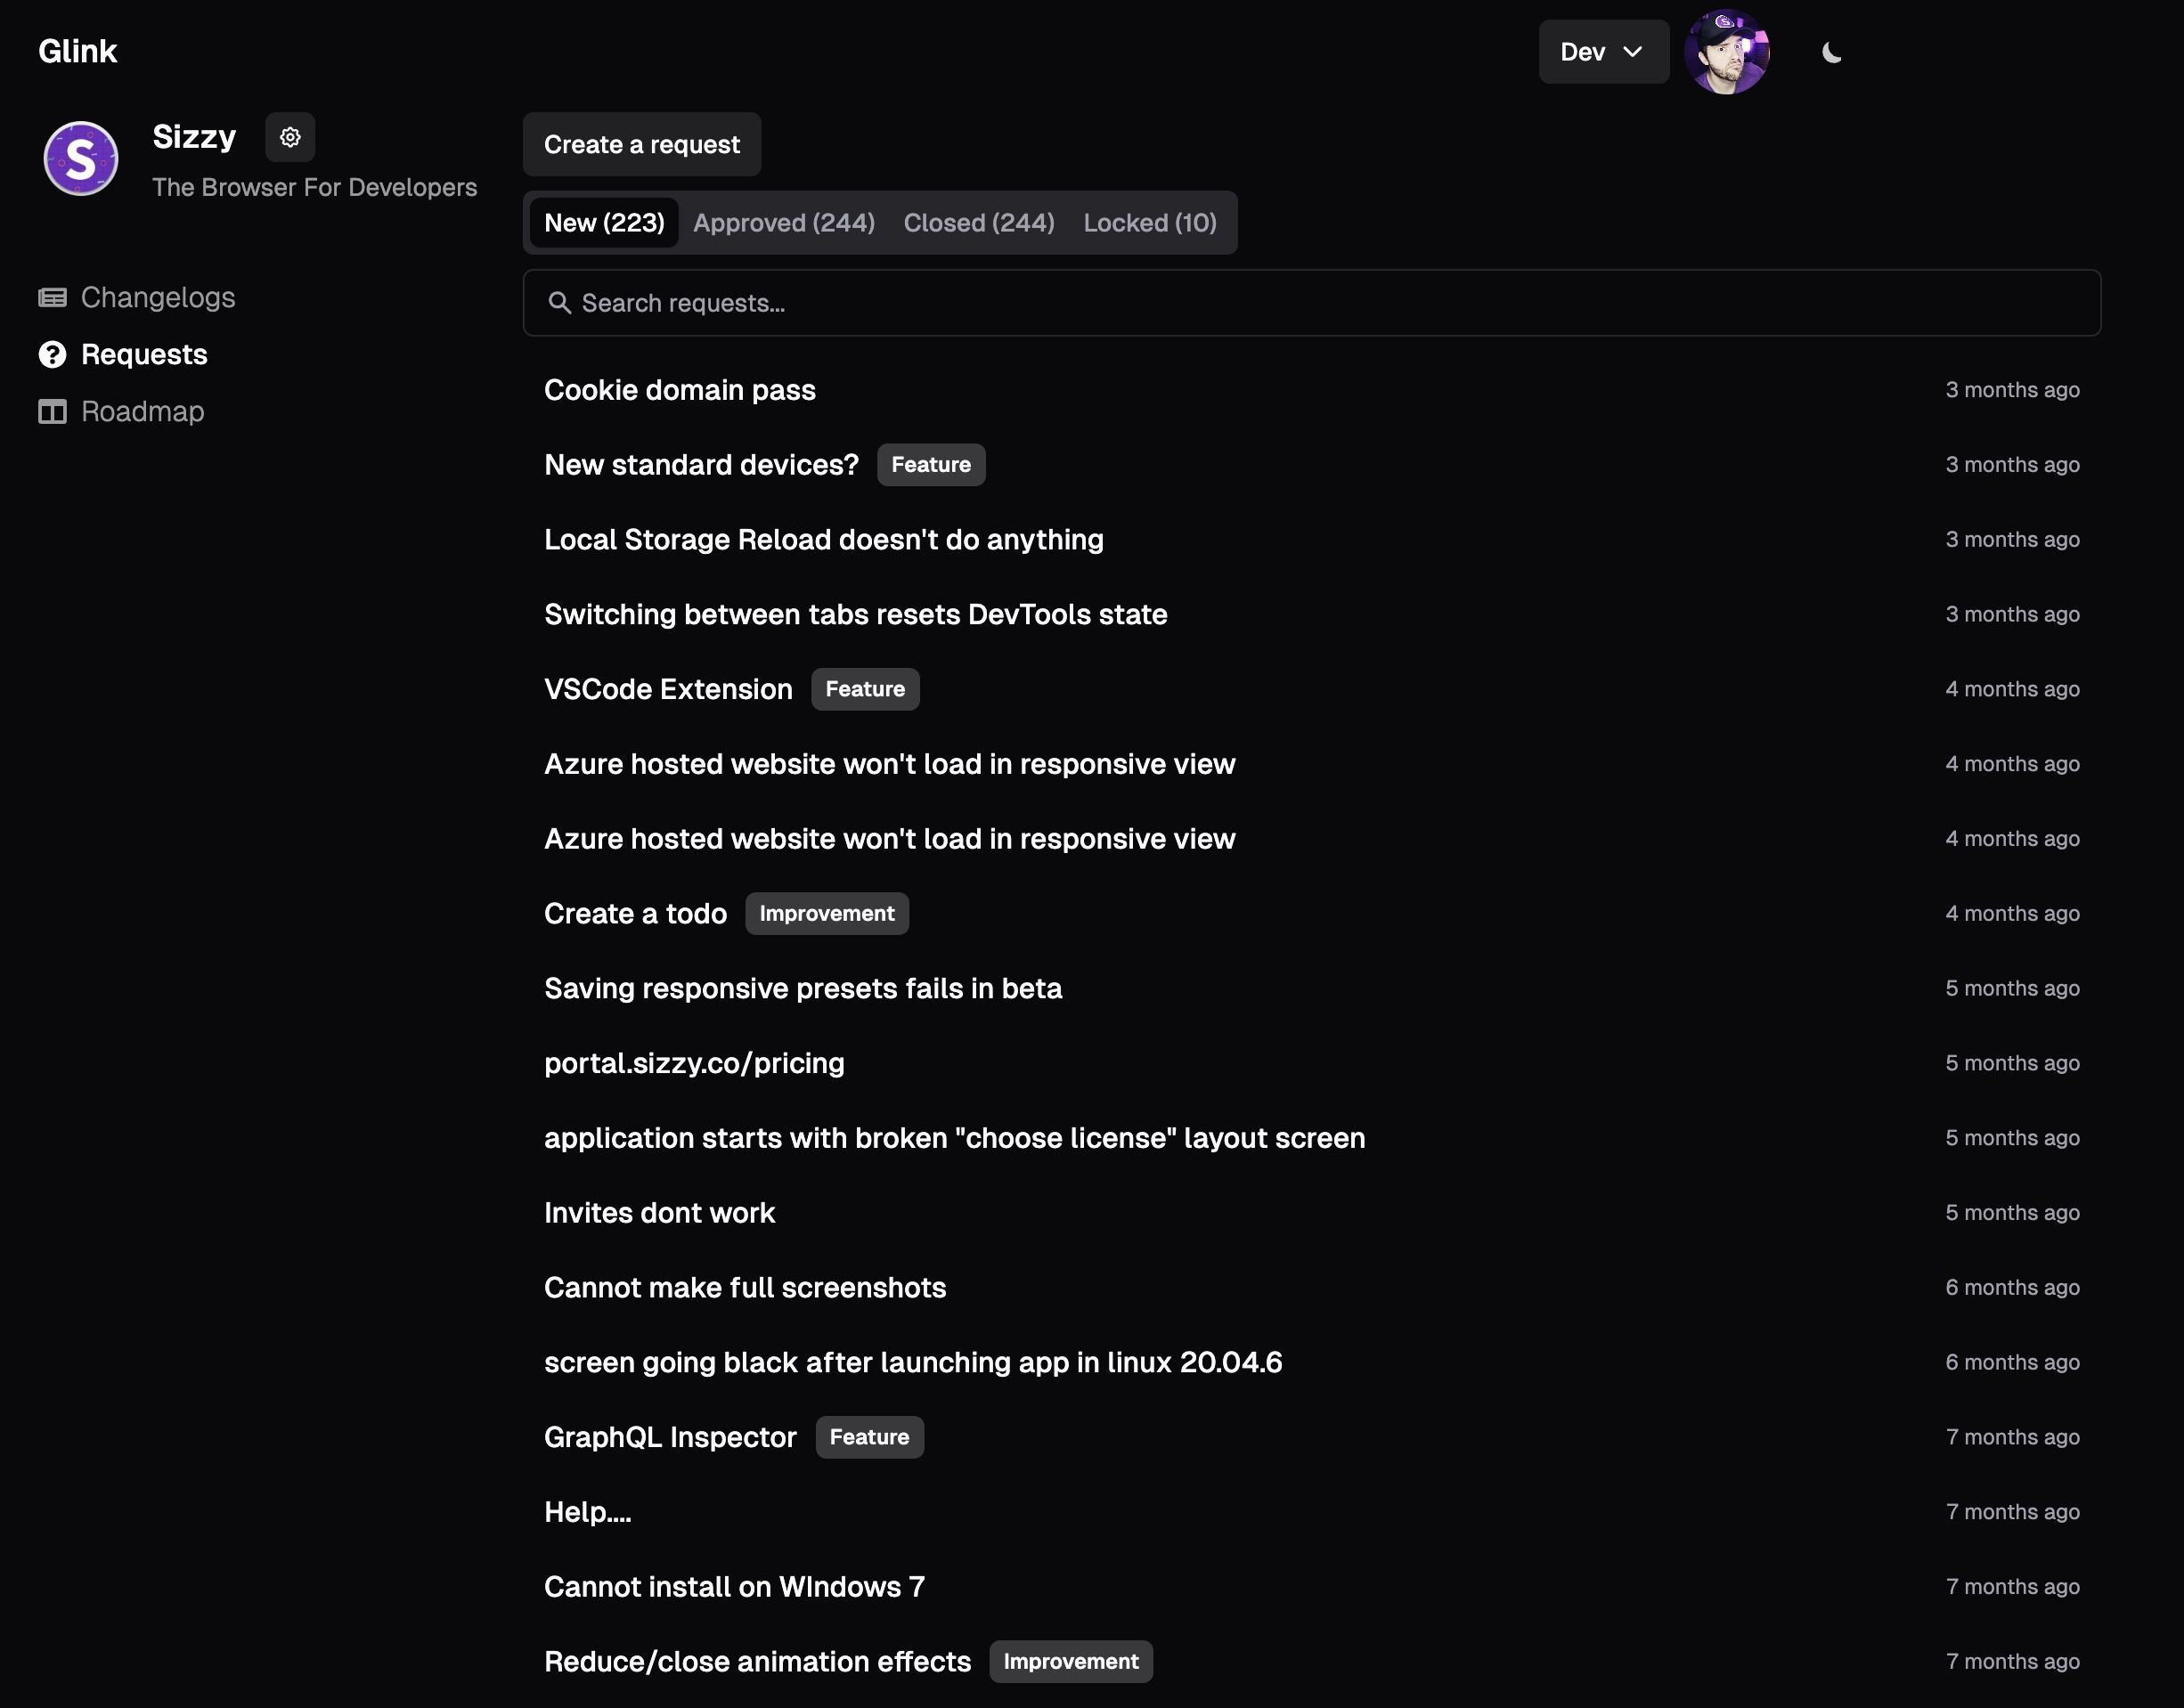 Glink
Dev
Sizzy
The Browser For Developers
Changelogs
Requests
Roadmap
Create a request
New (223) Approved (244) Closed (244) Locked (10)
Search requests...
Cookie domain pass 3 months ago
New standard devices? Feature 3 months ago
Local Storage Reload doesn't do anything 3 months ago
Switching between tabs resets DevTools state 3 months ago
VSCode Extension Feature 4 months ago
Azure hosted website won't load in responsive view 4 months ago
Azure hosted website won't load in responsive view 4 months ago
Create a todo Improvement 4 months ago
Saving responsive presets fails in beta 5 months ago
portal.sizzy.co/pricing 5 months ago
application starts with broken "choose license" layout screen 5 months ago
Invites dont work 5 months ago
Cannot make full screenshots 6 months ago
screen going black after launching app in linux 20.04.6 6 months ago
GraphQL Inspector Feature 7 months ago
Help.... 7 months ago
Cannot install on WIndows 7 7 months ago
Reduce/close animation effects Improvement 7 months ago